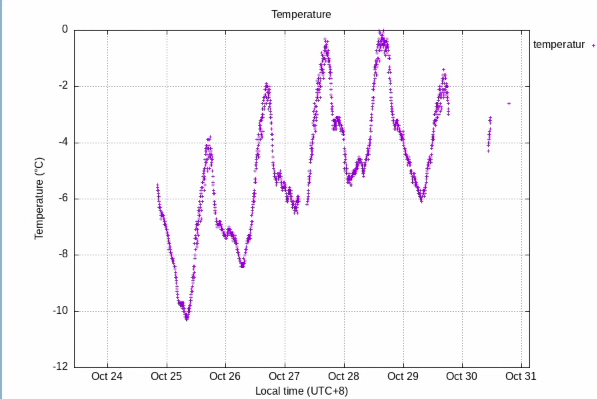 Temperature
temperatur
0
-2
-4
-6
-8
-10
-12
Temperature (°C)
Oct 24 Oct 25 Oct 26 Oct 27 Oct 28 Oct 29 Oct 30 Oct 31
Local time (UTC+8)